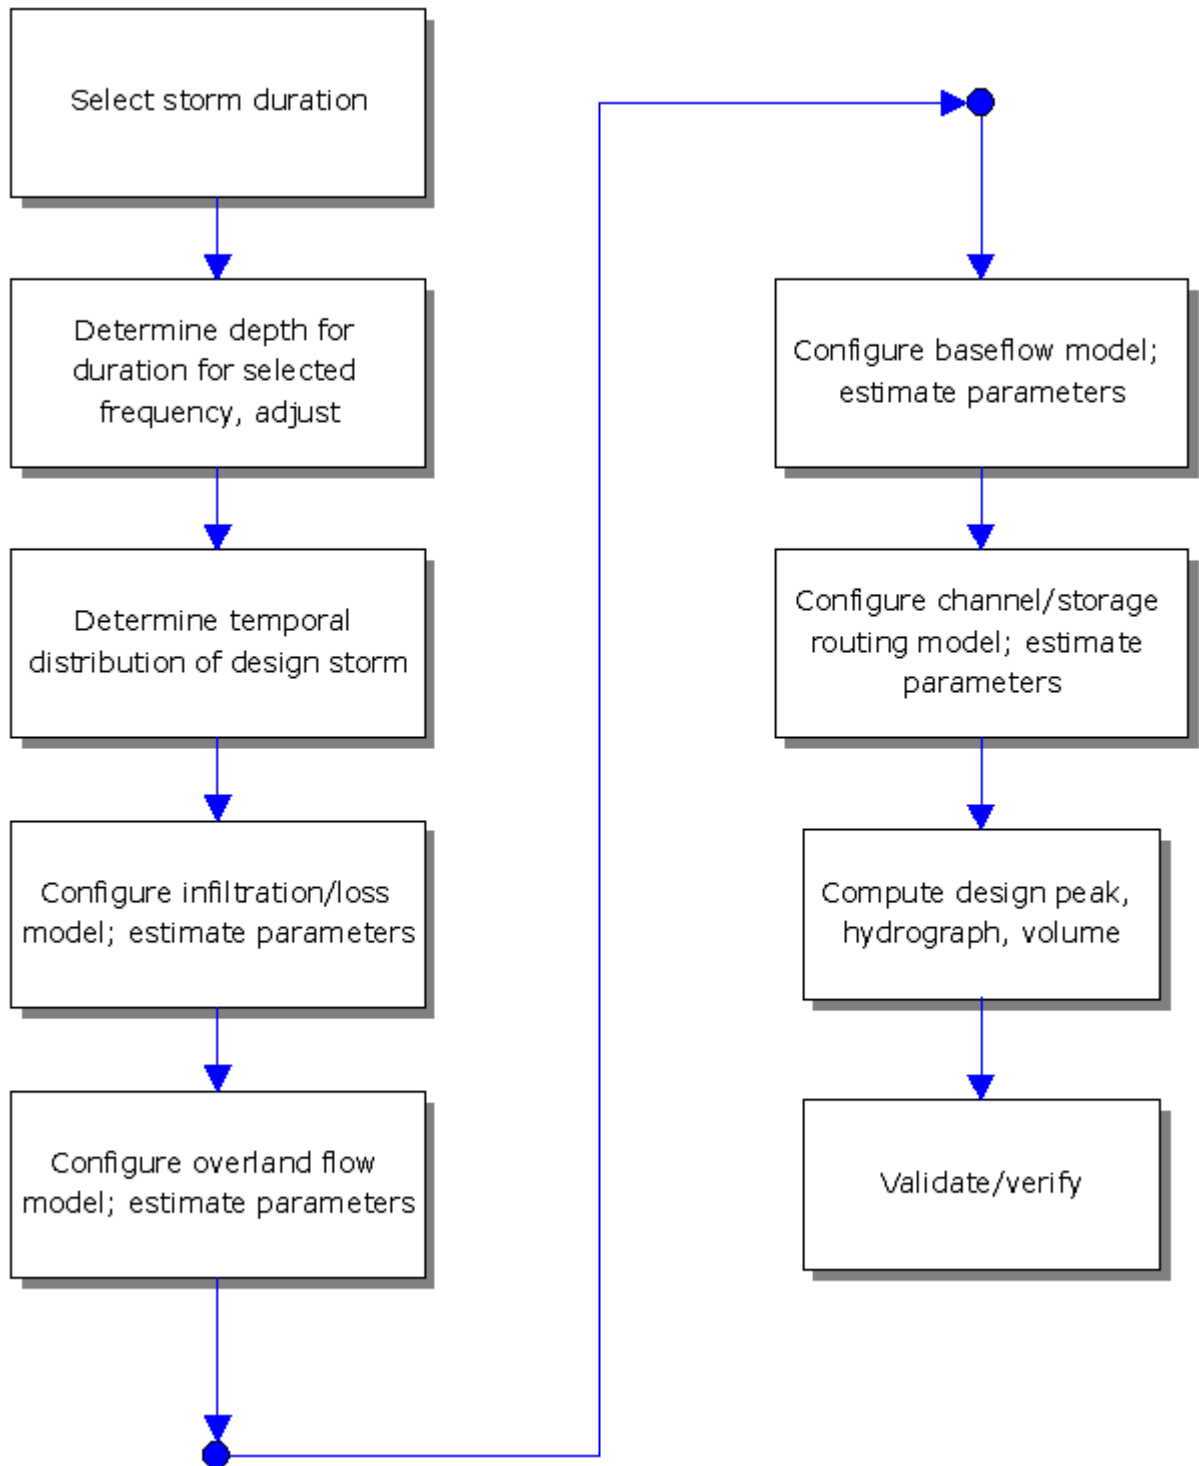 Select storm duration
Determine depth for
duration for selected
frequency, adjust
Determine temporal
distribution of design storm
Configure infiltration/loss
model; estimate parameters
Configure overland flow
model; estimate parameters
Configure baseflow model;
estimate parameters
Configure channel/storage
routing model; estimate
parameters
Compute design peak,
hydrograph, volume
Validate/verify